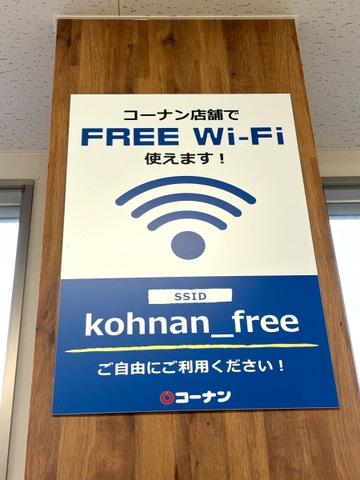 コーナン店舗で
FREE Wi-Fi
使えます！
SSID
kohnan_free
ご自由にご利用ください！
コーナン